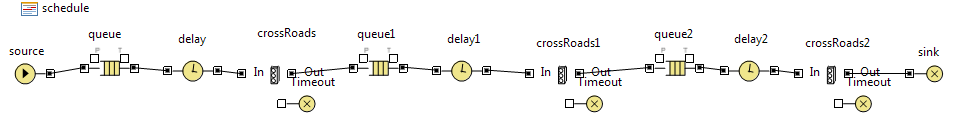 schedule
source
queue
delay
crossRoads
queue1
delay1
crossRoads1
queue2
delay2
crossRoads2
sink
P T
P T
P T
In Out
Timeout
In Out
Timeout
In Out
Timeout